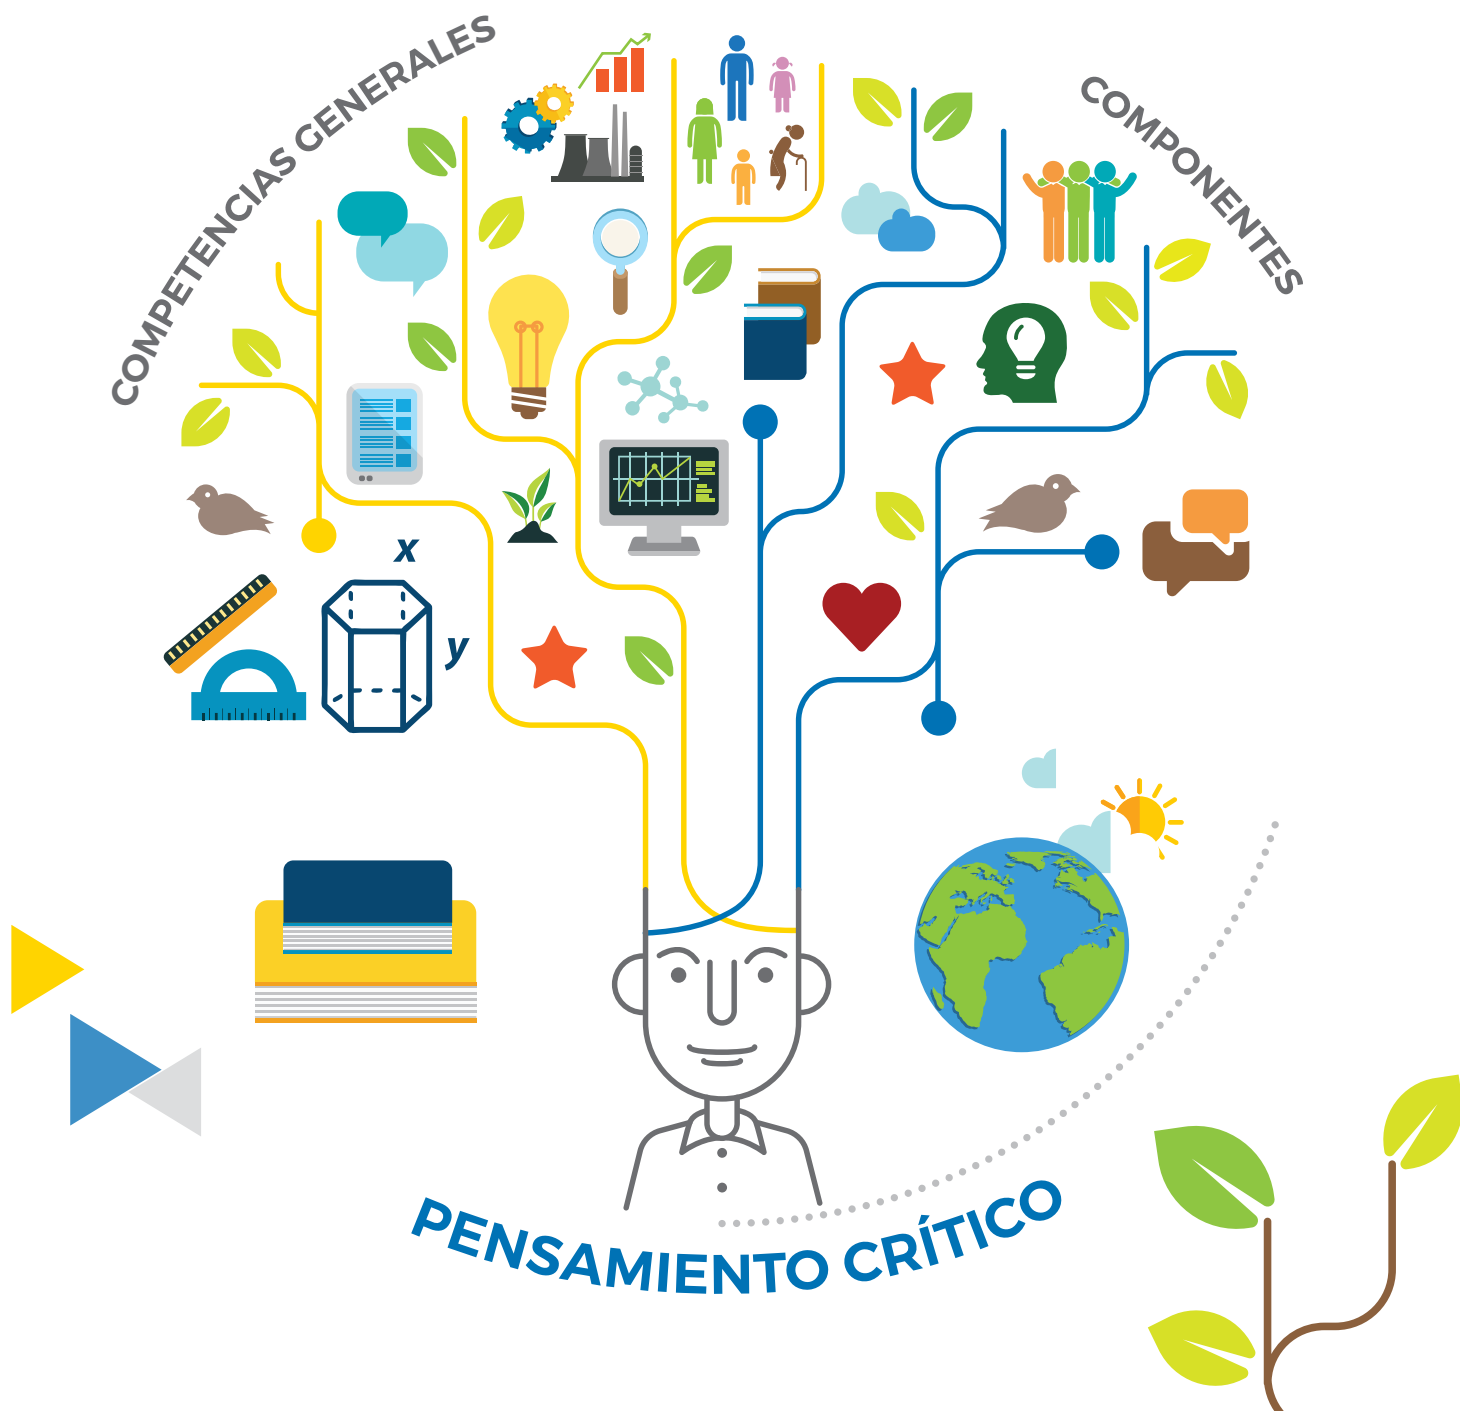 COMPETENCIAS GENERALES
COMPONENTES
x
y
PENSAMIENTO CRÍTICO